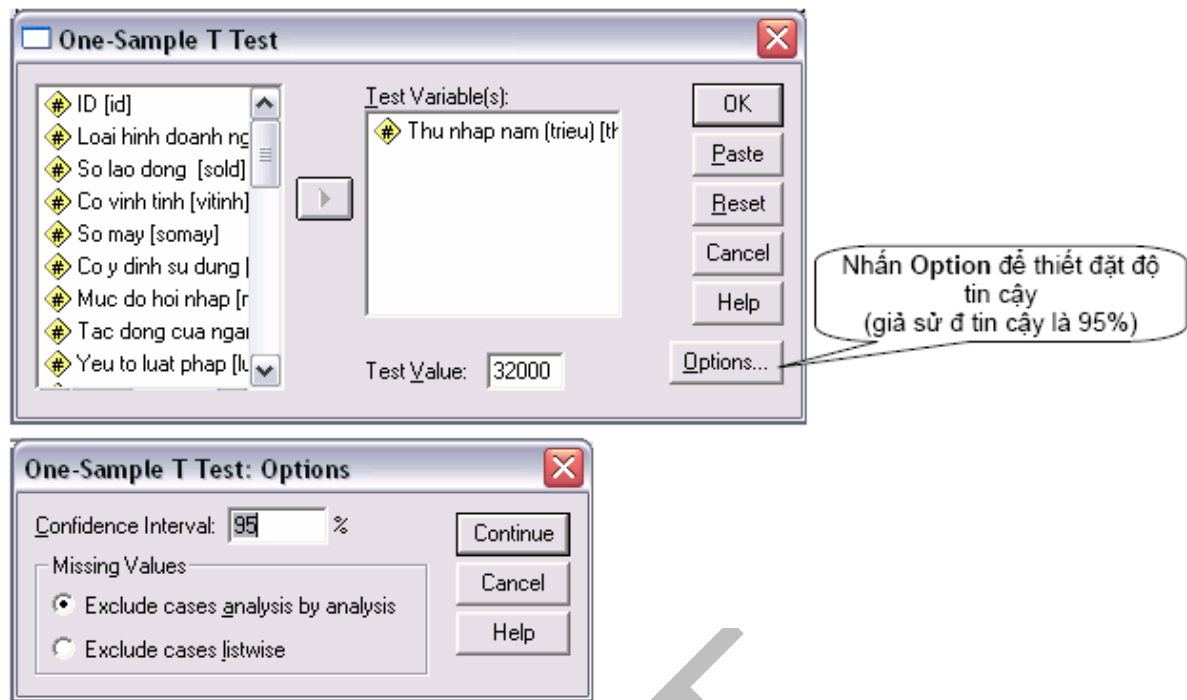 One-Sample T Test
ID [id]
Loai hinh doanh ng
So lao dong [sold]
Co vinh tinh [vitinh]
So may [somay]
Co y dinh su dung [
Muc do hoi nhap [r
Tac dong cua ngar
Yeu to luat phap [lu
Test Variable(s):
Thu nhap nam (trieu) [th
Test Value: 32000
OK
Paste
Reset
Cancel
Help
Options...
Nhấn Option để thiết đặt độ
tin cậy
(giả sử đ tin cậy là 95%)
One-Sample T Test: Options
Confidence Interval: 95 %
Missing Values
Exclude cases analysis by analysis
Exclude cases listwise
Continue
Cancel
Help